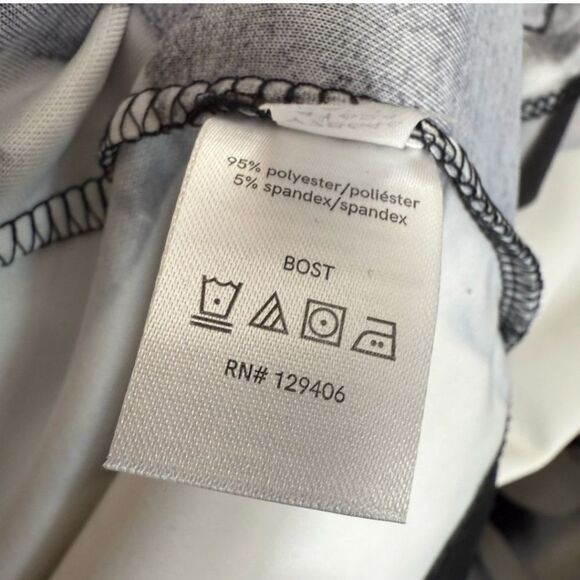 95% polyester/poliéster
5% spandex/spandex
BOST
RN# 129406